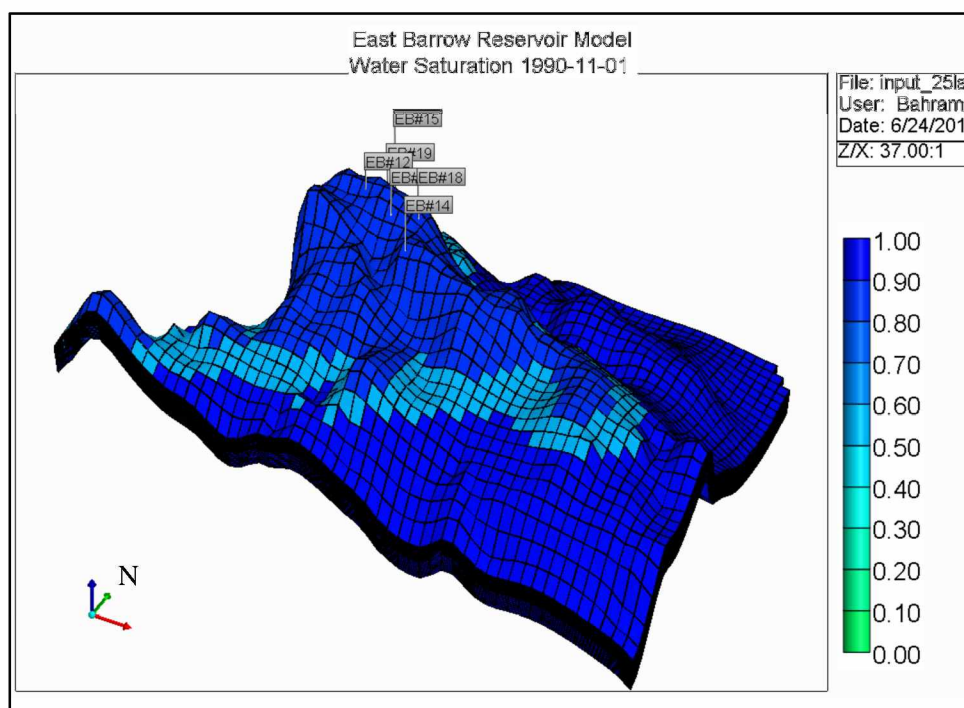 East Barrow Reservoir Model
Water Saturation 1990-11-01
File: input_25la
User: Bahram
Date: 6/24/201
Z/X: 37.00:1
EB#15
EB#19
EB#12
EB#
EB#18
EB#14
1.00
0.90
0.80
0.70
0.60
0.50
0.40
0.30
0.20
0.10
0.00
N